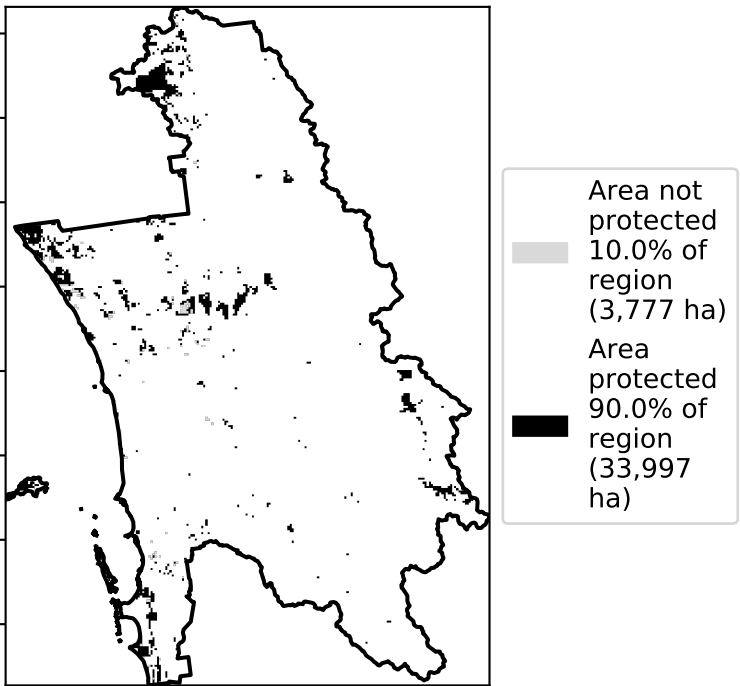 Area not
protected
10.0% of
region
(3,777 ha)
Area
protected
90.0% of
region
(33,997
ha)